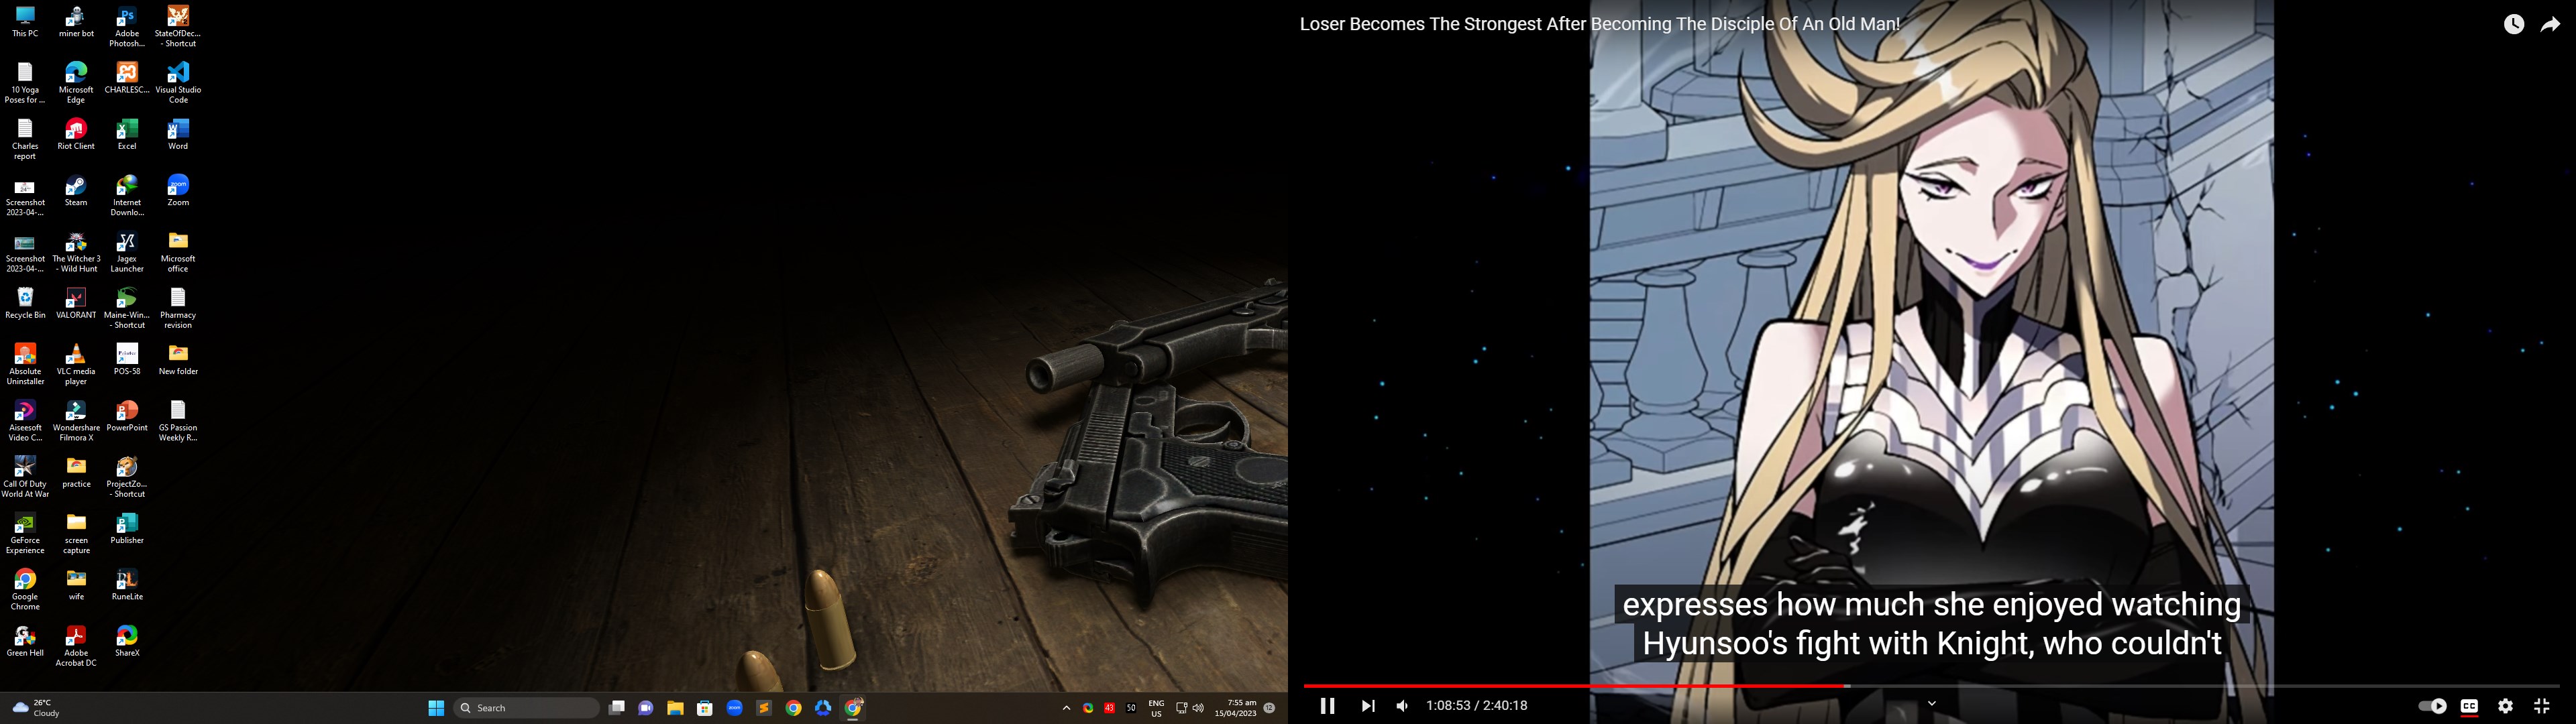 This PC
miner bot
Adobe
Photosh...
StateOfDec...
- Shortcut
10 Yoga
Poses for ...
Microsoft
Edge
CHARLESC...
Visual Studio
Code
Charles
report
Riot Client
Excel
Word
Screenshot
2023-04-...
Steam
Internet
Downlo...
Zoom
Screenshot
2023-04-...
The Witcher 3
- Wild Hunt
Jagex
Launcher
Microsoft
office
Recycle Bin
VALORANT
Maine-Win...
- Shortcut
Pharmacy
revision
Absolute
Uninstaller
VLC media
player
POS-58
New folder
Aiseesoft
Video C...
Wondershare
Filmora X
PowerPoint
GS Passion
Weekly R...
Call Of Duty
World At War
practice
ProjectZo...
- Shortcut
GeForce
Experience
screen
capture
Publisher
Google
Chrome
wife
RuneLite
Green Hell
Adobe
Acrobat DC
ShareX
26°C
Cloudy
Search
43
50
ENG
US
7:55 am
15/04/2023
12
Loser Becomes The Strongest After Becoming The Disciple Of An Old Man!
expresses how much she enjoyed watching
Hyunsoo's fight with Knight, who couldn't
1:08:53 / 2:40:18
CC